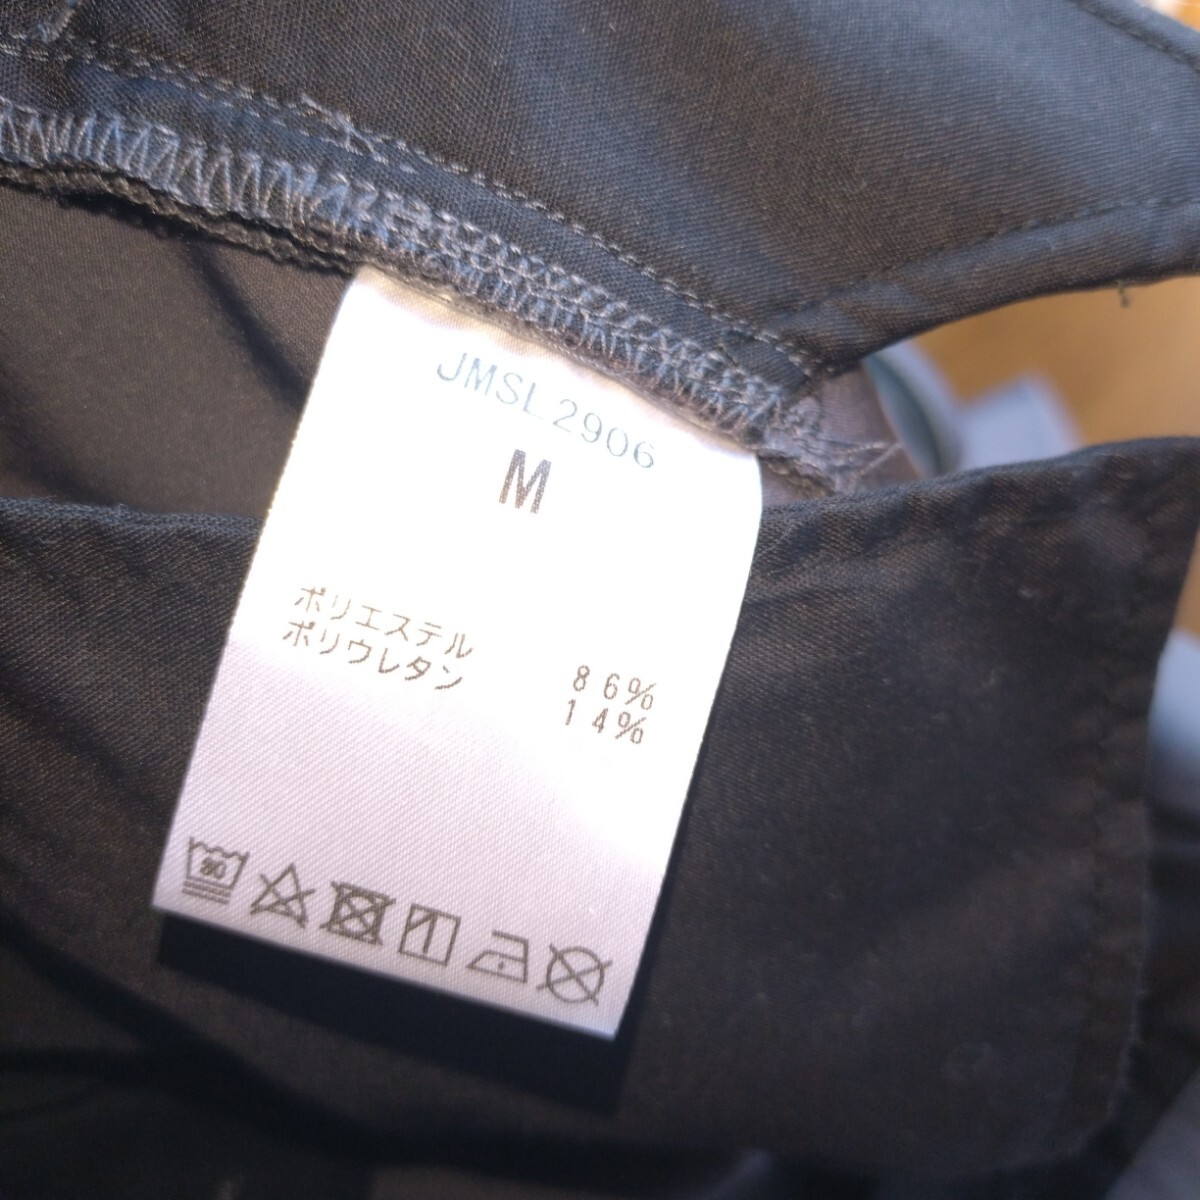 JMSL2906
M
ポリエステル 86%
ポリウレタン 14%